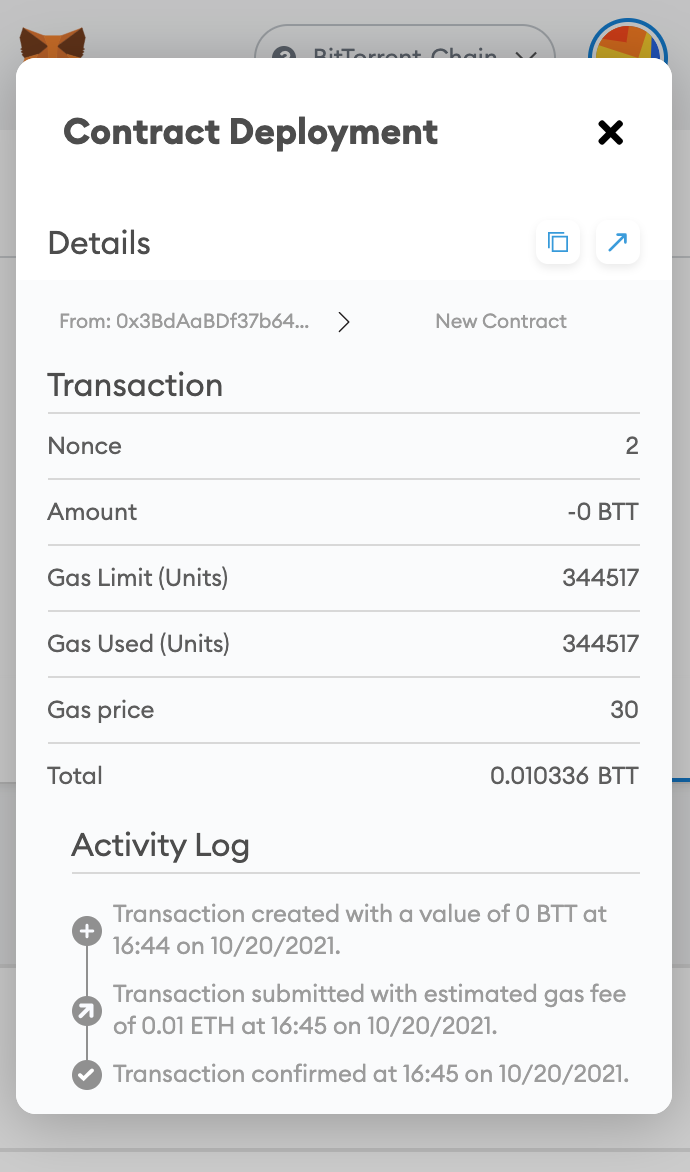 ? BitTorrent Chain
Contract Deployment
Details
From: 0x3BdAaBDf37b64... New Contract
Transaction
Nonce 2
Amount -0 BTT
Gas Limit (Units) 344517
Gas Used (Units) 344517
Gas price 30
Total 0.010336 BTT
Activity Log
Transaction created with a value of 0 BTT at
16:44 on 10/20/2021.
Transaction submitted with estimated gas fee
of 0.01 ETH at 16:45 on 10/20/2021.
Transaction confirmed at 16:45 on 10/20/2021.